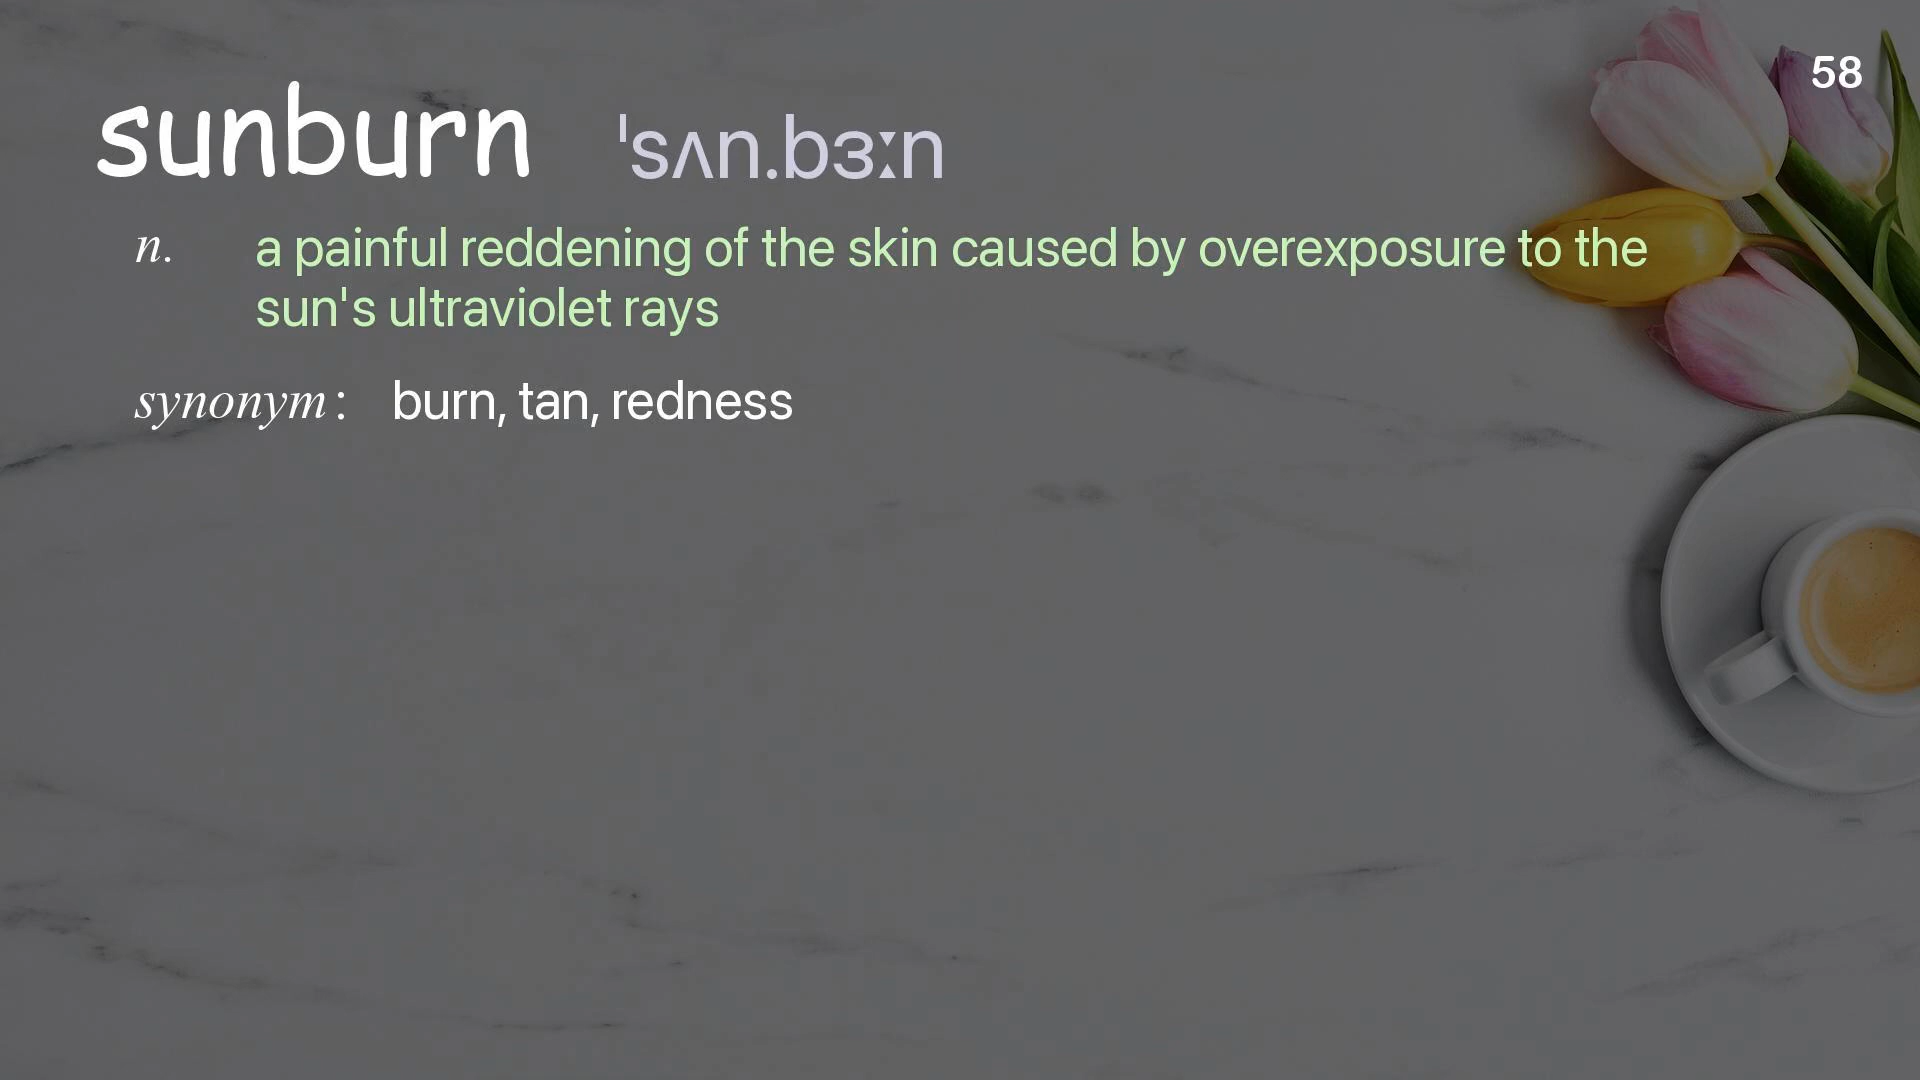 58
sunburn ˈsʌn.bɜːn
n. a painful reddening of the skin caused by overexposure to the
sun's ultraviolet rays
synonym: burn, tan, redness